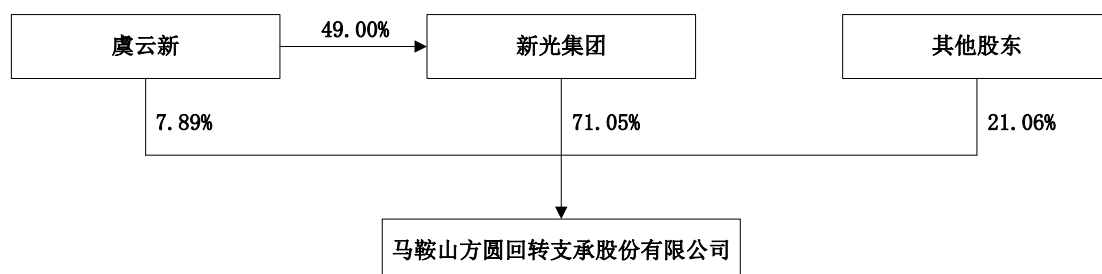 虞云新
49.00%
新光集团
其他股东
7.89%
71.05%
21.06%
马鞍山方圆回转支承股份有限公司